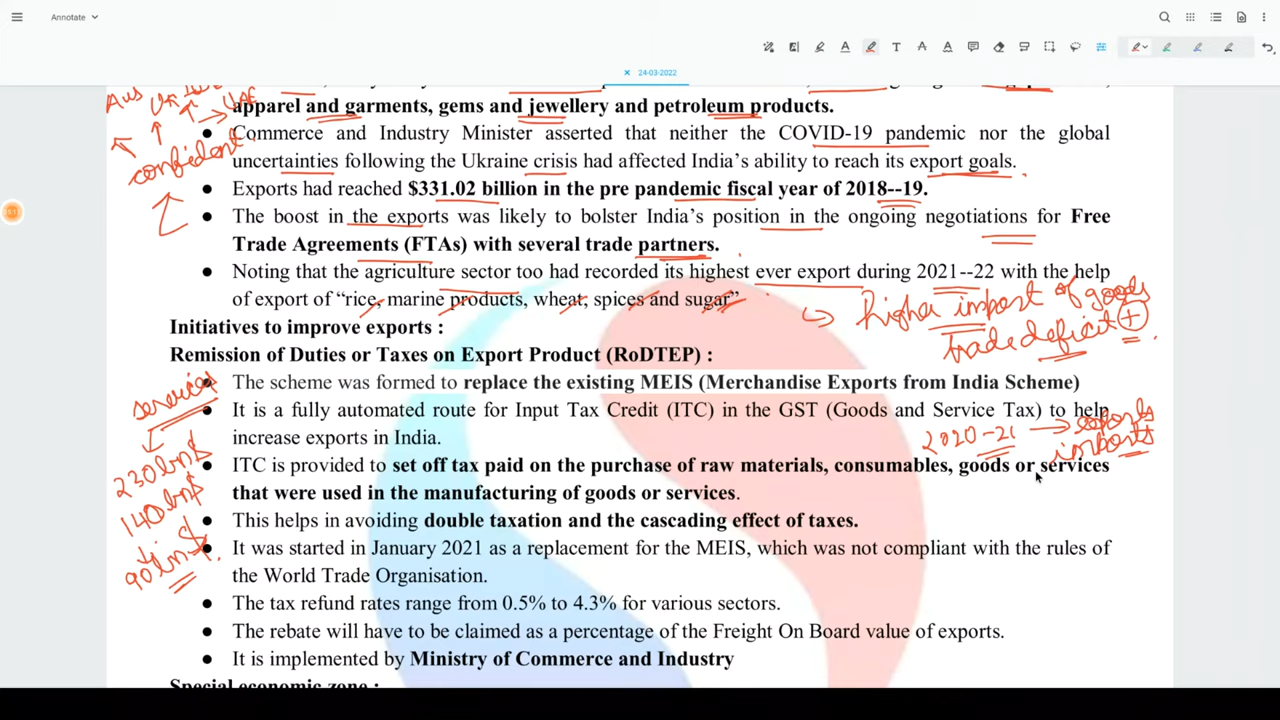 Annotate
24-03-2022
Aus UK
UAE
confident
apparel and garments, gems and jewellery and petroleum products.
● Commerce and Industry Minister asserted that neither the COVID-19 pandemic nor the global
uncertainties following the Ukraine crisis had affected India's ability to reach its export goals.
● Exports had reached $331.02 billion in the pre pandemic fiscal year of 2018--19.
● The boost in the exports was likely to bolster India's position in the ongoing negotiations for Free
Trade Agreements (FTAs) with several trade partners.
● Noting that the agriculture sector too had recorded its highest ever export during 2021--22 with the help
of export of “rice, marine products, wheat, spices and sugar”
higher import of goods
trade deficit +
Initiatives to improve exports :
Remission of Duties or Taxes on Export Product (RoDTEP) :
● The scheme was formed to replace the existing MEIS (Merchandise Exports from India Scheme)
services
● It is a fully automated route for Input Tax Credit (ITC) in the GST (Goods and Service Tax) to help
increase exports in India.
2020-21 → exports
imports
● ITC is provided to set off tax paid on the purchase of raw materials, consumables, goods or services
that were used in the manufacturing of goods or services.
230bn$
140bn$
90bn$
● This helps in avoiding double taxation and the cascading effect of taxes.
● It was started in January 2021 as a replacement for the MEIS, which was not compliant with the rules of
the World Trade Organisation.
● The tax refund rates range from 0.5% to 4.3% for various sectors.
● The rebate will have to be claimed as a percentage of the Freight On Board value of exports.
● It is implemented by Ministry of Commerce and Industry
Special economic zone :